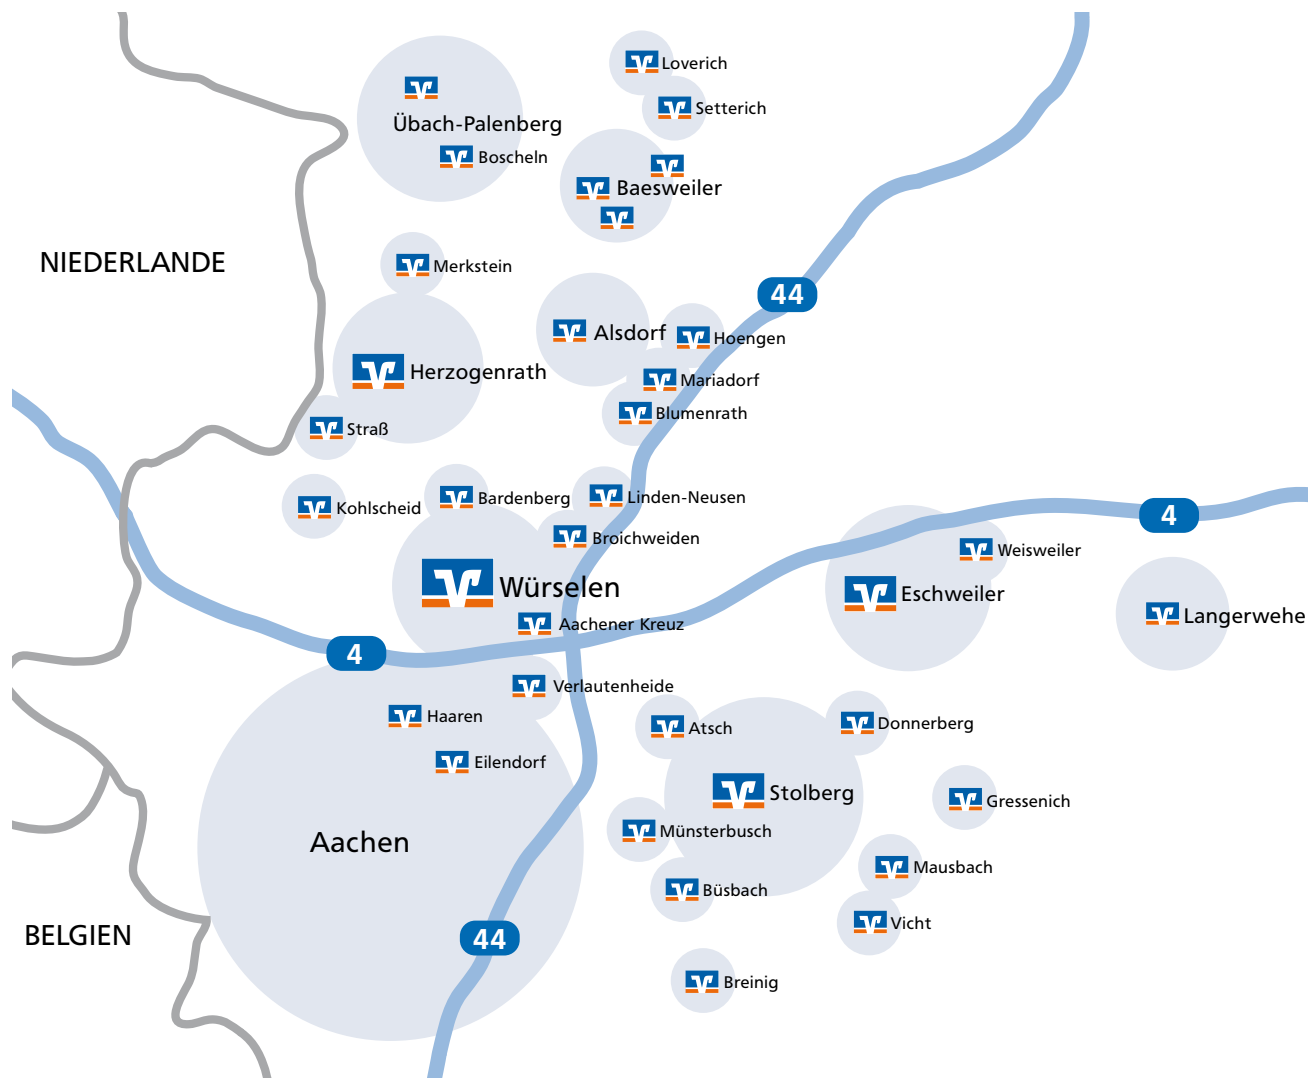 Loverich
Setterich
Übach-Palenberg
Boscheln
Baesweiler
NIEDERLANDE
Merkstein
44
Alsdorf
Hoengen
Herzogenrath
Mariadorf
Blumenrath
Straß
Kohlscheid
Bardenberg
Linden-Neusen
4
Broichweiden
Weisweiler
Würselen
Eschweiler
Langerwehe
Aachener Kreuz
4
Verlautenheide
Haaren
Atsch
Donnerberg
Eilendorf
Stolberg
Gressenich
Münsterbusch
Aachen
Mausbach
Büsbach
Vicht
BELGIEN
44
Breinig